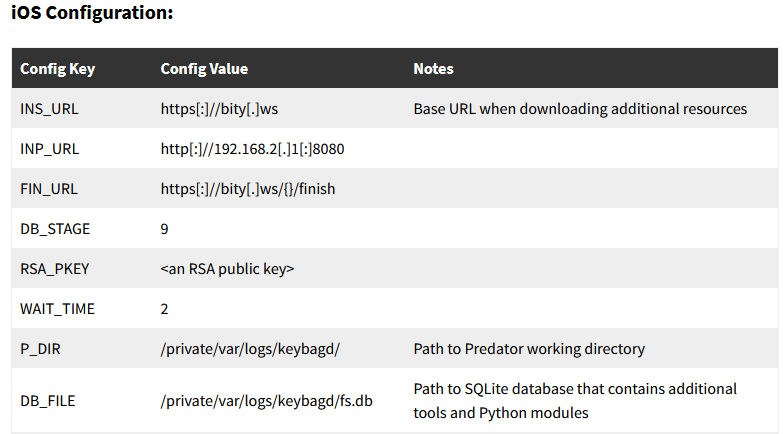 iOS Configuration:
Config Key Config Value Notes
INS_URL https[:]//bity[.]ws Base URL when downloading additional resources
INP_URL http[:]//192.168.2[.]1[:]8080
FIN_URL https[:]//bity[.]ws/{}/finish
DB_STAGE 9
RSA_PKEY <an RSA public key>
WAIT_TIME 2
P_DIR /private/var/logs/keybagd/ Path to Predator working directory
DB_FILE /private/var/logs/keybagd/fs.db Path to SQLite database that contains additional
tools and Python modules